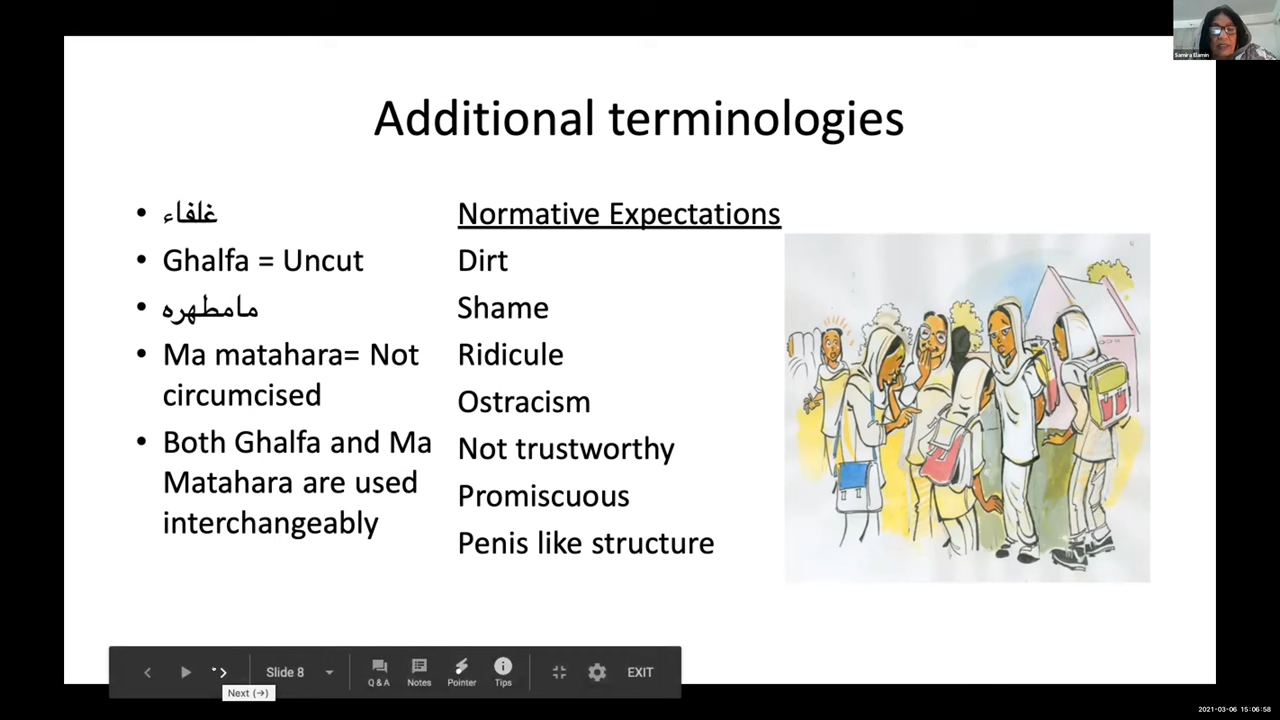 Samira Elamin
Additional terminologies
• غلفاء
• Ghalfa = Uncut
• مامطهره
• Ma matahara= Not
circumcised
• Both Ghalfa and Ma
Matahara are used
interchangeably
Normative Expectations
Dirt
Shame
Ridicule
Ostracism
Not trustworthy
Promiscuous
Penis like structure
Slide 8
Q & A
Notes
Pointer
Tips
EXIT
Next (→)
2021-03-06 15:06:58